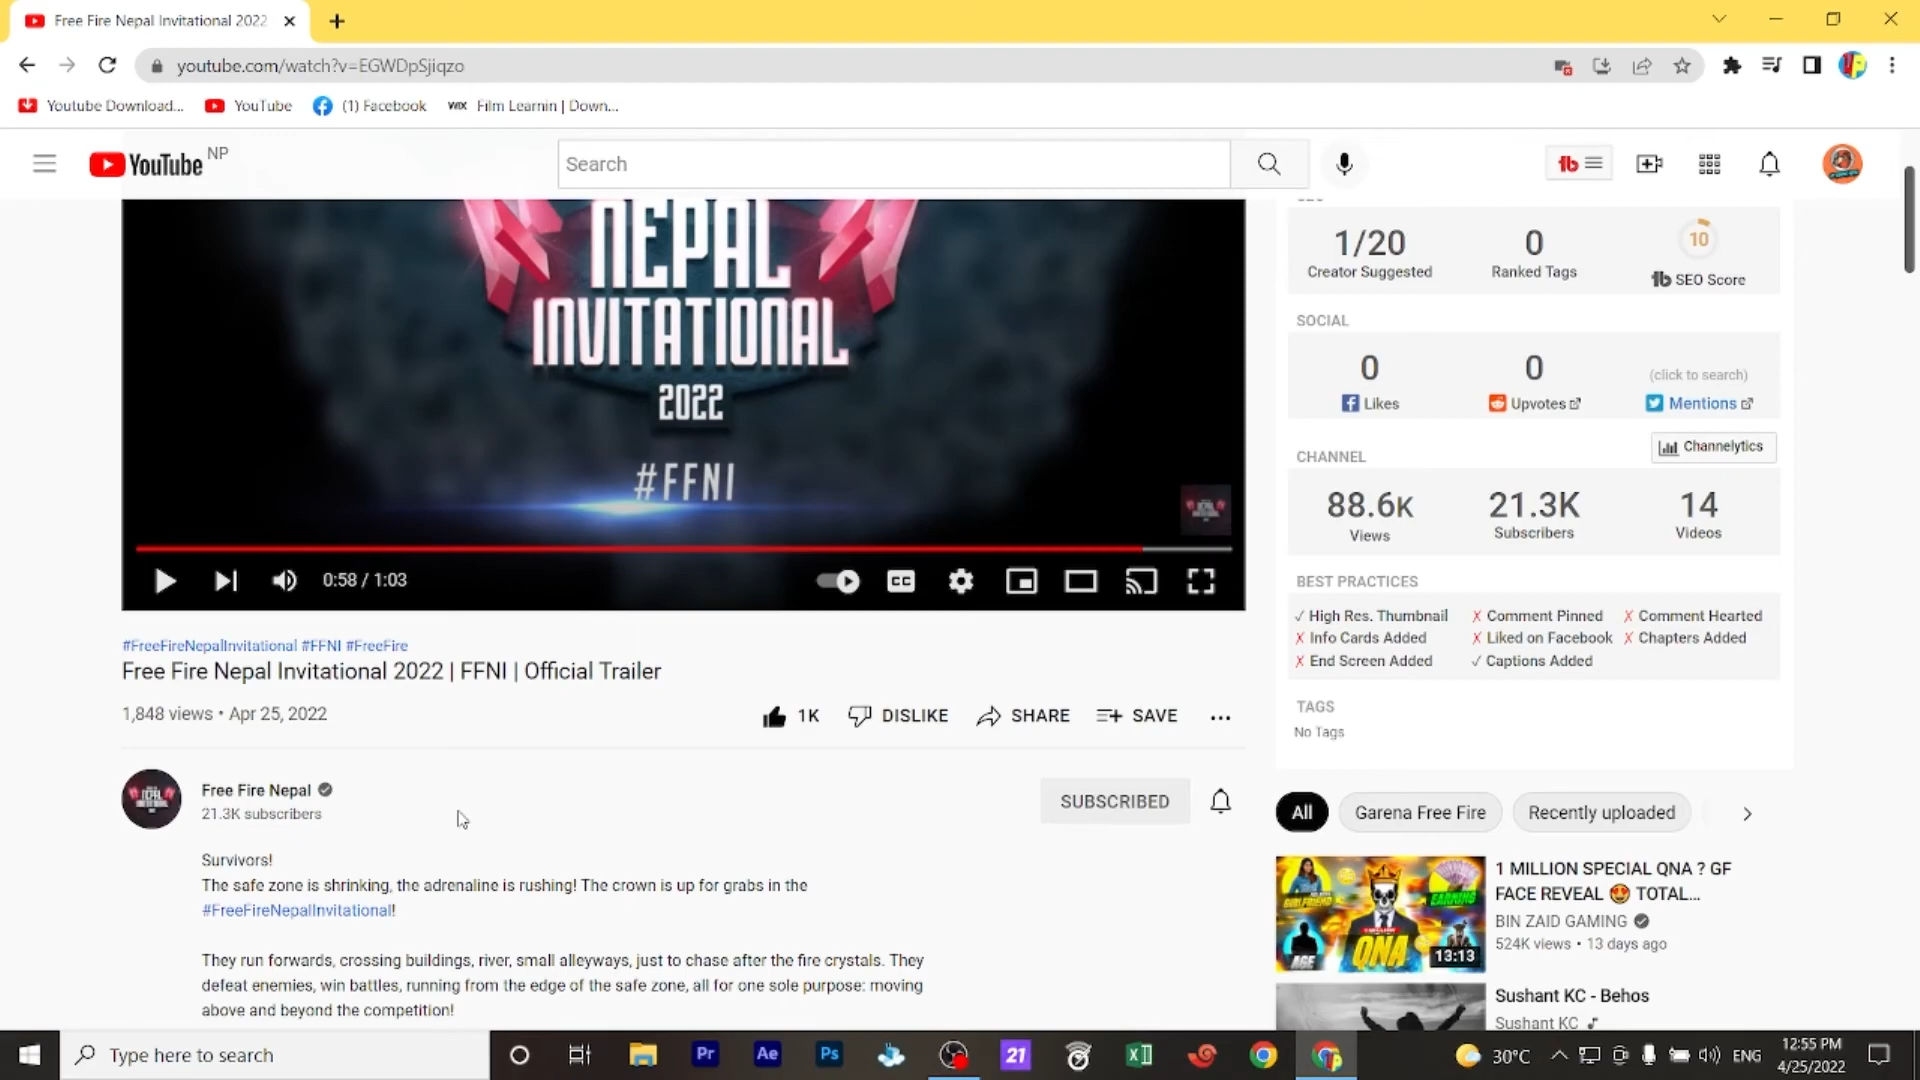 Free Fire Nepal Invitational 2022
youtube.com/watch?v=EGWDpSjiqzo
Youtube Download...
YouTube
(1) Facebook
WIX Film Learnin | Down...
YouTube NP
Search
NEPAL
INVITATIONAL
2022
#FFNI
0:58 / 1:03
CC
#FreeFireNepalInvitational #FFNI #FreeFire
Free Fire Nepal Invitational 2022 | FFNI | Official Trailer
1,848 views • Apr 25, 2022
1K
DISLIKE
SHARE
SAVE
Free Fire Nepal
21.3K subscribers
SUBSCRIBED
Survivors!
The safe zone is shrinking, the adrenaline is rushing! The crown is up for grabs in the
#FreeFireNepalInvitational!
They run forwards, crossing buildings, river, small alleyways, just to chase after the fire crystals. They
defeat enemies, win battles, running from the edge of the safe zone, all for one sole purpose: moving
above and beyond the competition!
1/20
Creator Suggested
0
Ranked Tags
10
tb SEO Score
SOCIAL
0
Likes
0
Upvotes
(click to search)
Mentions
CHANNEL
Channelytics
88.6K
Views
21.3K
Subscribers
14
Videos
BEST PRACTICES
✓ High Res. Thumbnail
✗ Comment Pinned
✗ Comment Hearted
✗ Info Cards Added
✗ Liked on Facebook
✗ Chapters Added
✗ End Screen Added
✓ Captions Added
TAGS
No Tags
All
Garena Free Fire
Recently uploaded
GIRLFRIEND
EARNING
AGE
QNA
13:13
1 MILLION SPECIAL QNA ? GF
FACE REVEAL 😍 TOTAL...
BIN ZAID GAMING
524K views • 13 days ago
Sushant KC - Behos
Sushant KC
Type here to search
Pr
Ae
Ps
21
30°C
ENG
12:55 PM
4/25/2022